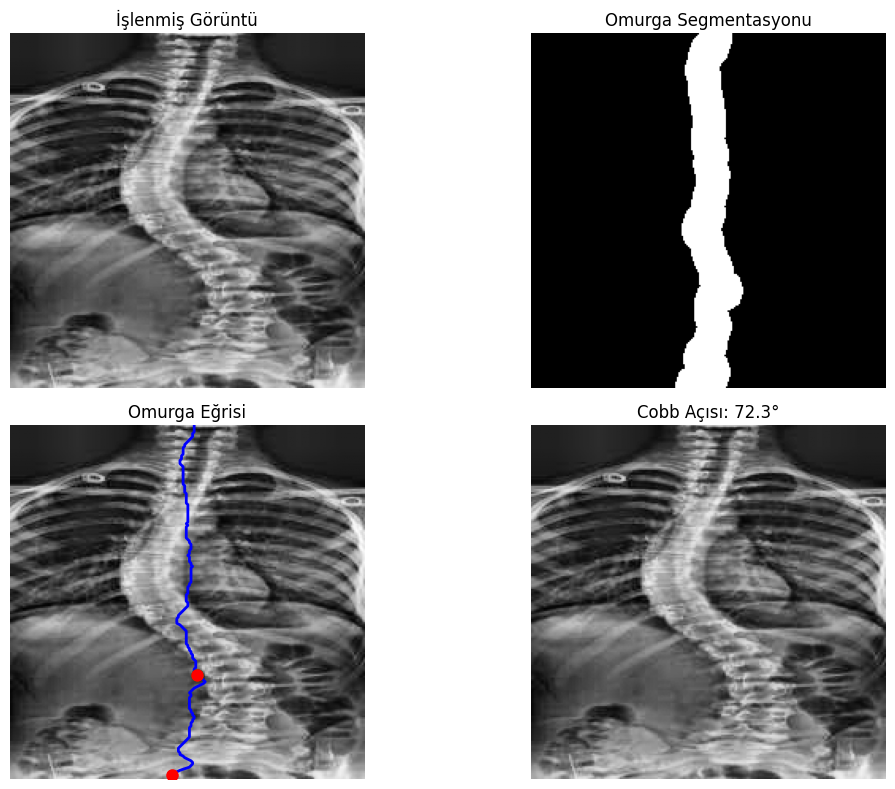 İşlenmiş Görüntü
Omurga Segmentasyonu
Omurga Eğrisi
Cobb Açısı: 72.3°